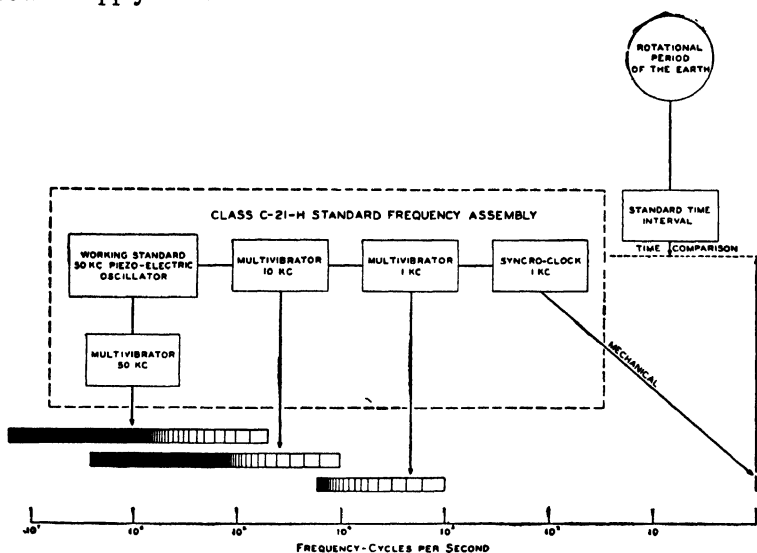 ROTATIONAL
PERIOD
OF THE EARTH
STANDARD TIME
INTERVAL
TIME COMPARISON
CLASS C-21-H STANDARD FREQUENCY ASSEMBLY
WORKING STANDARD
50 KC PIEZO-ELECTRIC
OSCILLATOR
MULTIVIBRATOR
10 KC
MULTIVIBRATOR
1 KC
SYNCRO-CLOCK
1 KC
MULTIVIBRATOR
50 KC
MECHANICAL
10
FREQUENCY-CYCLES PER SECOND